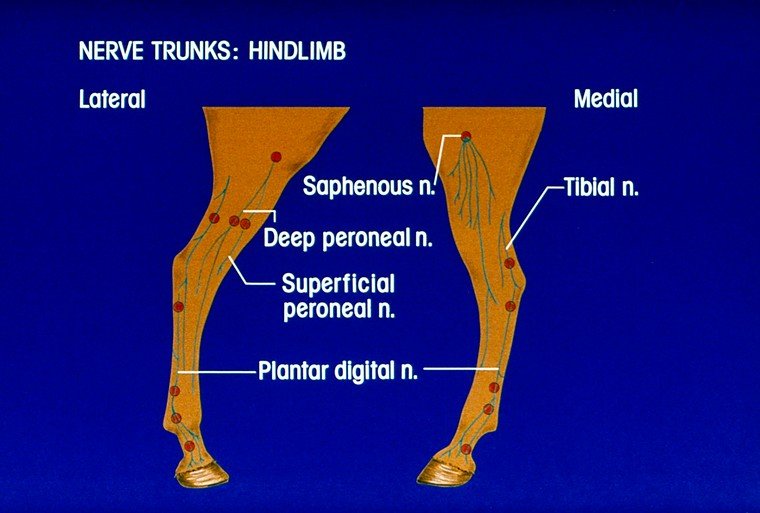 NERVE TRUNKS: HINDLIMB
Lateral
Medial
Saphenous n.
Tibial n.
Deep peroneal n.
Superficial
peroneal n.
Plantar digital n.